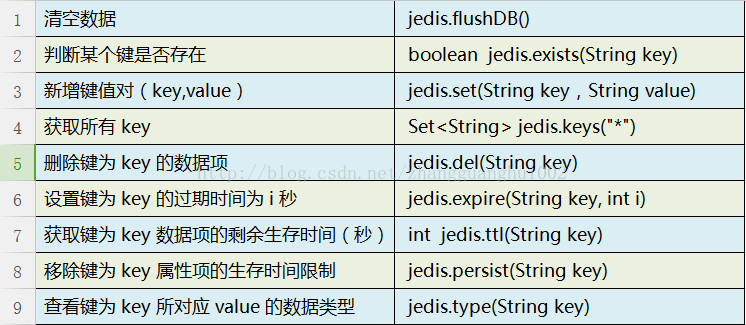 1 清空数据 jedis.flushDB()
2 判断某个键是否存在 boolean jedis.exists(String key)
3 新增键值对（key,value） jedis.set(String key，String value)
4 获取所有 key Set<String> jedis.keys("*")
5 删除键为 key 的数据项 jedis.del(String key)
6 设置键为 key 的过期时间为 i 秒 jedis.expire(String key, int i)
7 获取键为 key 数据项的剩余生存时间（秒） int jedis.ttl(String key)
8 移除键为 key 属性项的生存时间限制 jedis.persist(String key)
9 查看键为 key 所对应 value 的数据类型 jedis.type(String key)
http://blog.csdn.net/zhangguanghui002